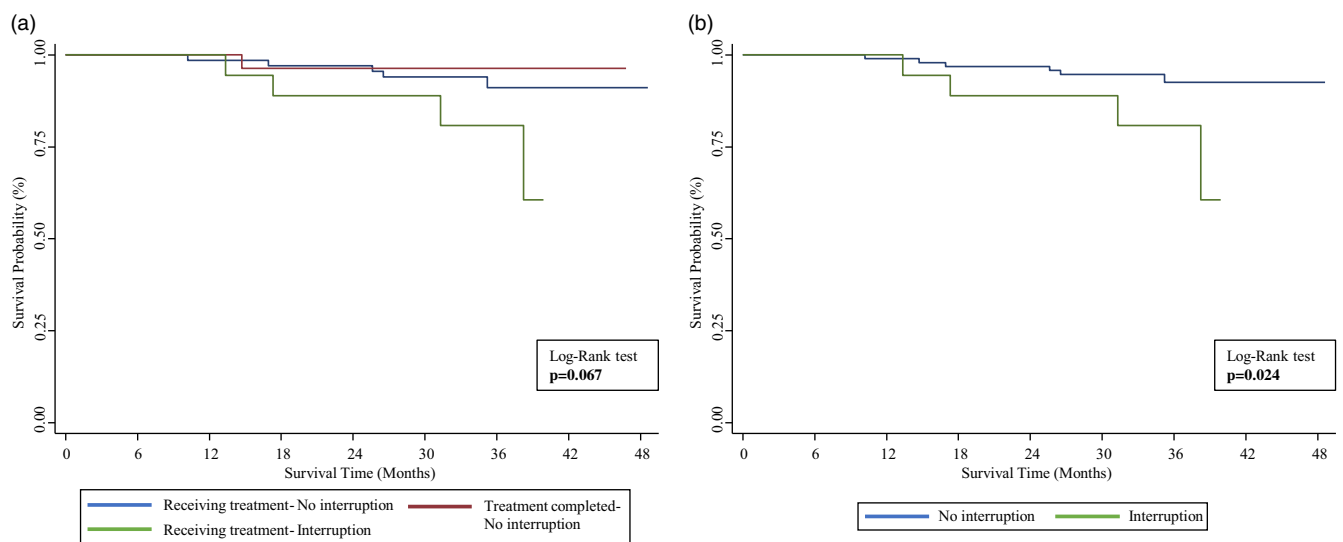 (a)
1.00
0.75
0.50
0.25
0.00
Survival Probability (%)
0 6 12 18 24 30 36 42 48
Survival Time (Months)
Log-Rank test
p=0.067
Receiving treatment- No interruption
Receiving treatment- Interruption
Treatment completed-
No interruption
(b)
1.00
0.75
0.50
0.25
0.00
Survival Probability (%)
0 6 12 18 24 30 36 42 48
Survival Time (Months)
Log-Rank test
p=0.024
No interruption
Interruption